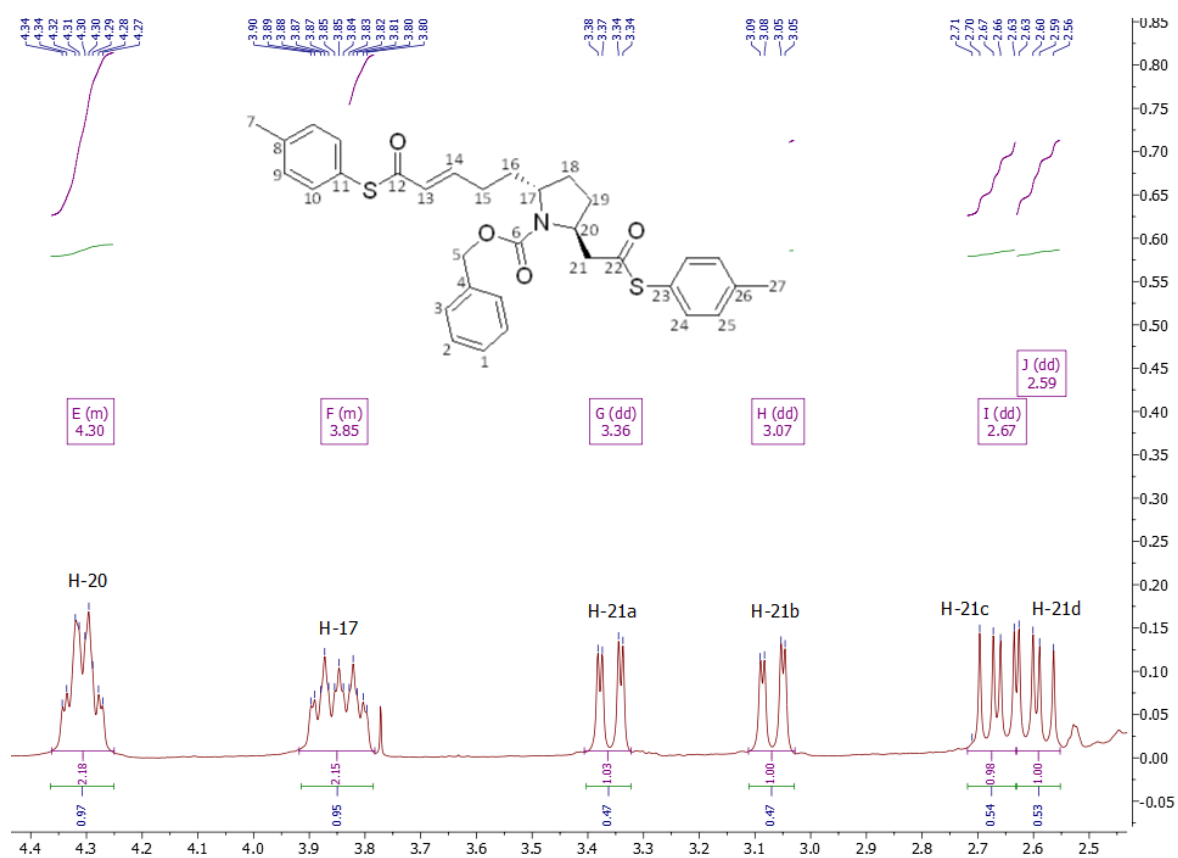 4.34 4.34 4.32 4.31 4.30 4.30 4.29 4.28 4.27
3.90 3.89 3.88 3.87 3.87 3.85 3.85 3.84 3.83 3.82 3.81 3.80 3.80
3.38 3.37 3.34 3.34
3.09 3.08 3.05 3.05
2.71 2.70 2.67 2.66 2.63 2.63 2.60 2.59 2.56
0.85
0.80
0.75
0.70
0.65
0.60
0.55
0.50
0.45
0.40
0.35
0.30
0.25
0.20
0.15
0.10
0.05
0.00
-0.05
7
8
9
10
11
S
O
12
13
14
15
16
17
18
19
20
N
6
O
O
5
4
3
2
1
21
O
22
S
23
24
25
26
27
E (m)
4.30
F (m)
3.85
G (dd)
3.36
H (dd)
3.07
I (dd)
2.67
J (dd)
2.59
H-20
H-17
H-21a
H-21b
H-21c
H-21d
2.18
2.15
1.03
1.00
0.98
1.00
0.97
0.95
0.47
0.47
0.54
0.53
4.4 4.3 4.2 4.1 4.0 3.9 3.8 3.7 3.6 3.5 3.4 3.3 3.2 3.1 3.0 2.9 2.8 2.7 2.6 2.5